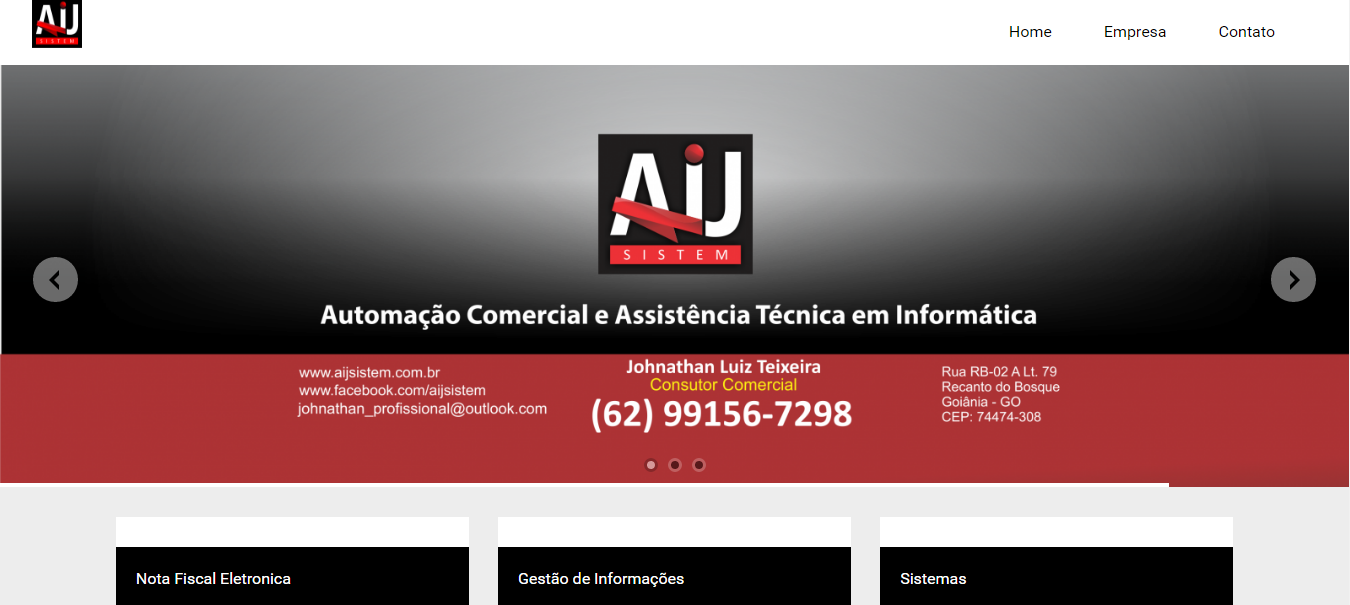 AiJ
SISTEM
Home
Empresa
Contato
AiJ
SISTEM
Automação Comercial e Assistência Técnica em Informática
www.aijsistem.com.br
www.facebook.com/aijsistem
johnathan_profissional@outlook.com
Johnathan Luiz Teixeira
Consutor Comercial
(62) 99156-7298
Rua RB-02 A Lt. 79
Recanto do Bosque
Goiânia - GO
CEP: 74474-308
Nota Fiscal Eletronica
Gestão de Informações
Sistemas